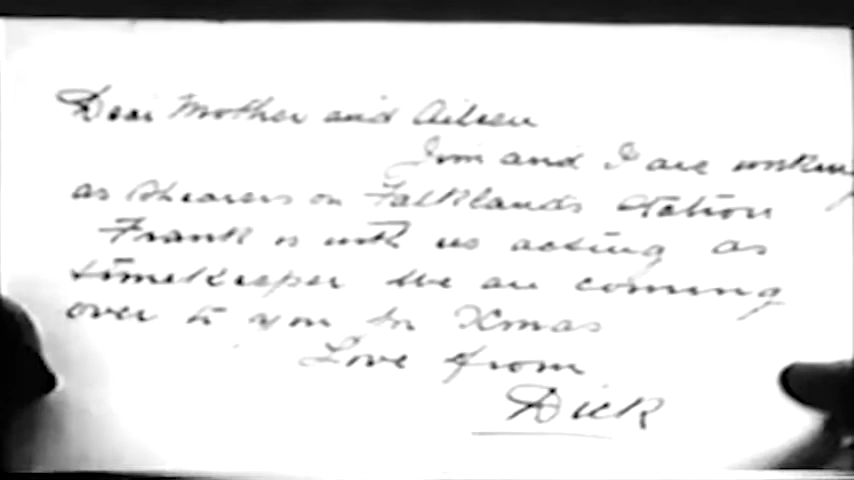 Dear Mother and Aileen
Jim and I are working
as shearers on Falklands Station
Frank is with us acting as
timekeeper We are coming
over to you for Xmas
Love from
Dick